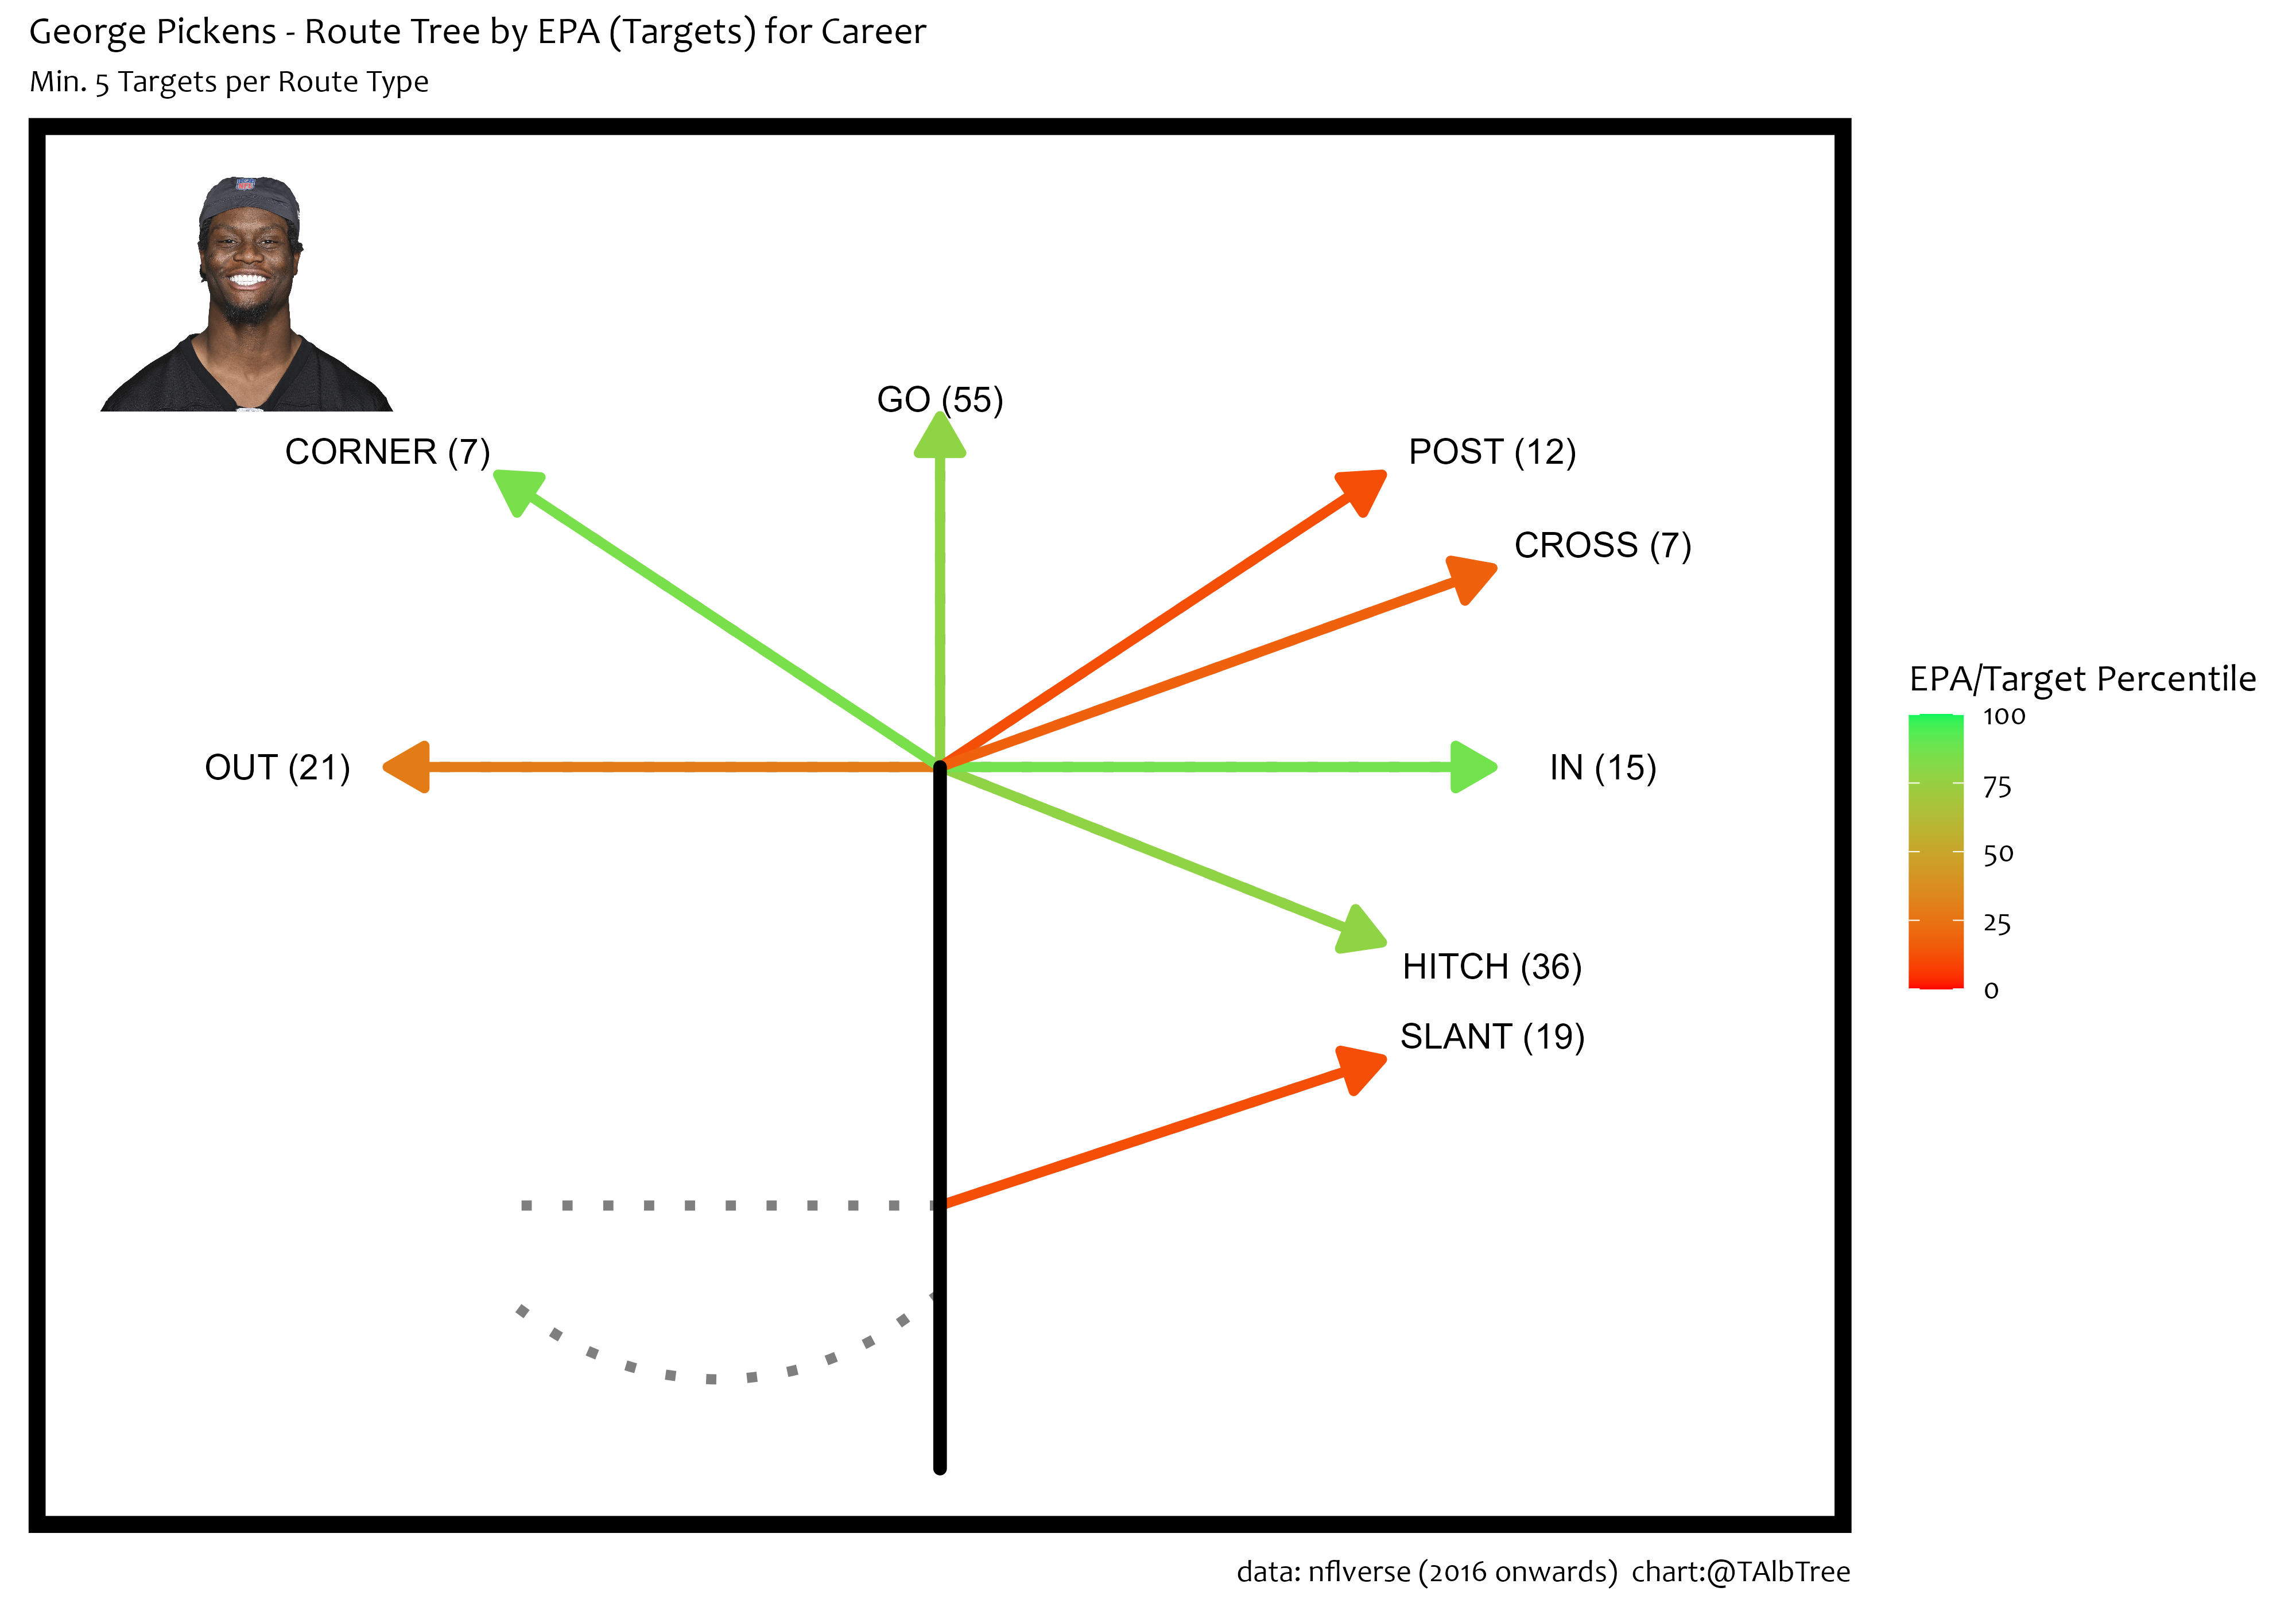 George Pickens - Route Tree by EPA (Targets) for Career
Min. 5 Targets per Route Type
GO (55)
CORNER (7)
POST (12)
CROSS (7)
OUT (21)
IN (15)
HITCH (36)
SLANT (19)
EPA/Target Percentile
100
75
50
25
0
data: nflverse (2016 onwards) chart:@TAlbTree